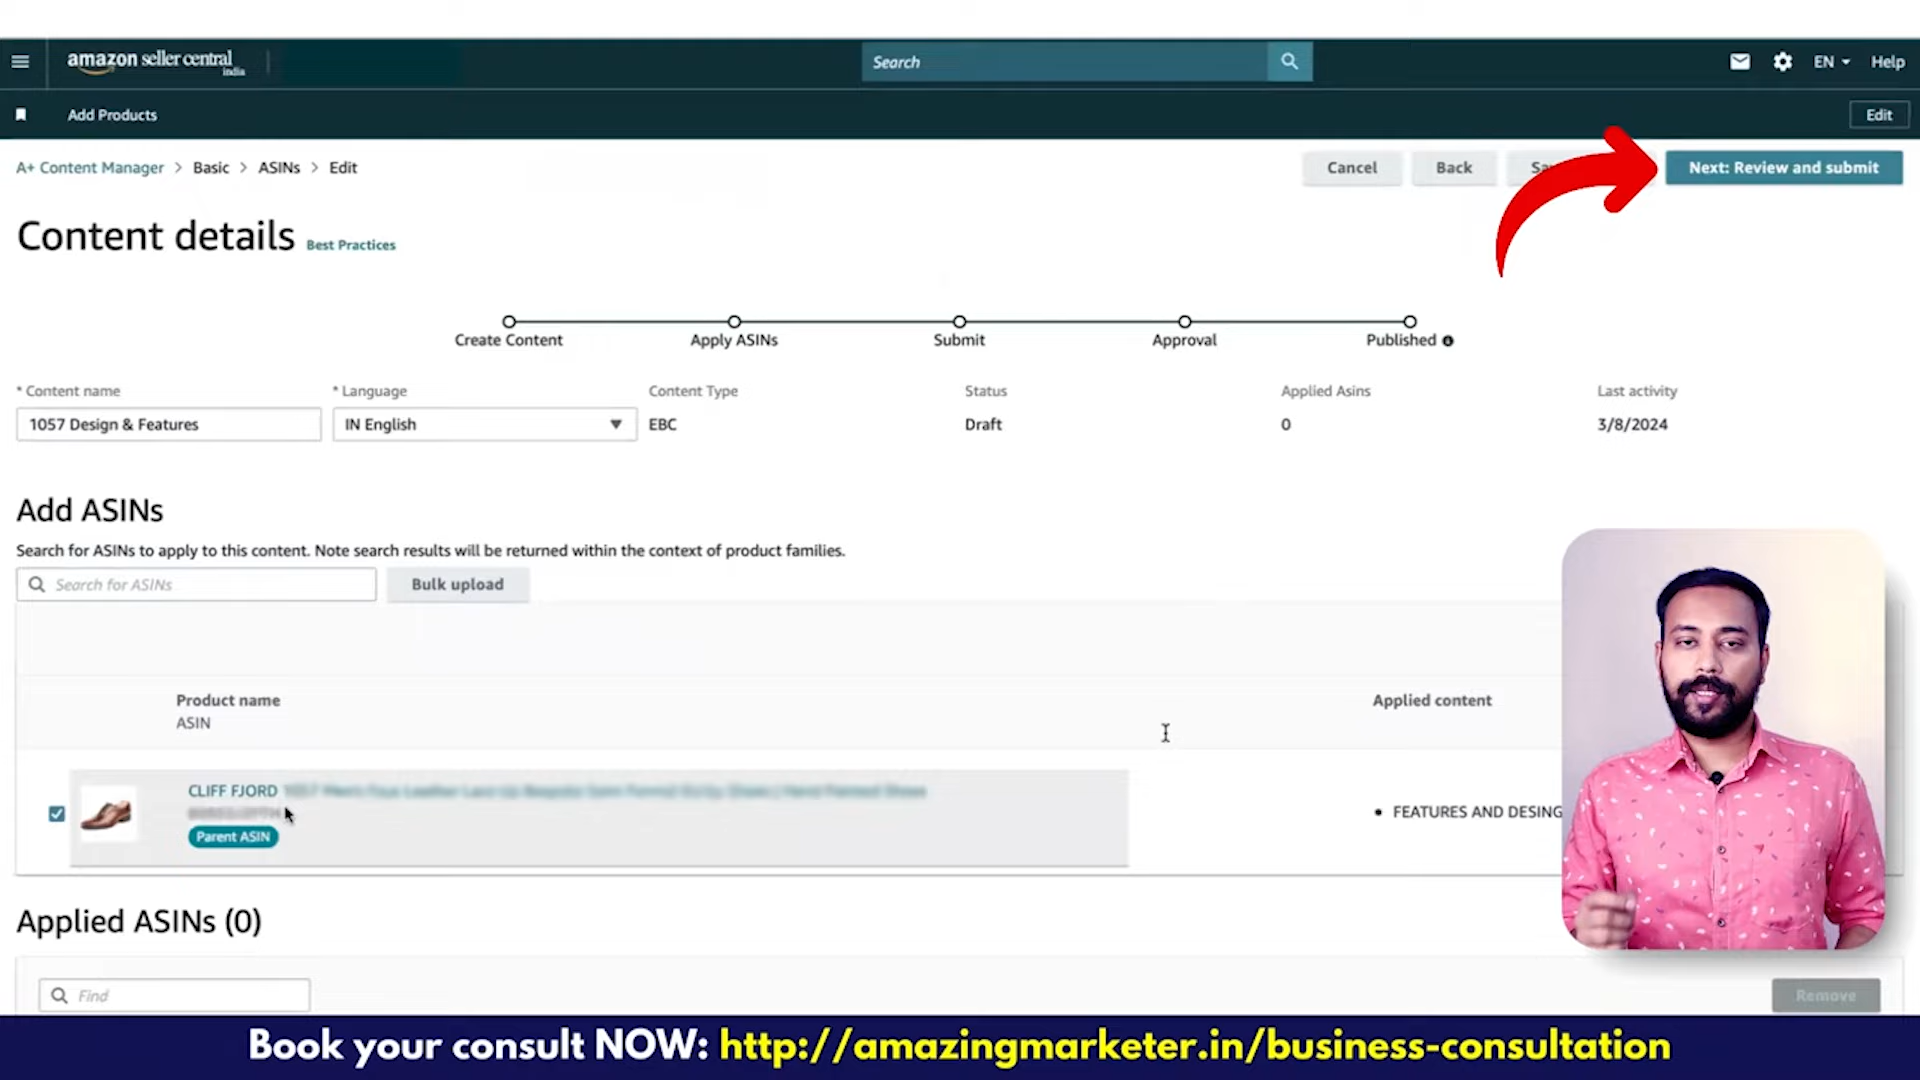 amazon seller central
india
Search
EN
Help
Add Products
Edit
A+ Content Manager > Basic > ASINs > Edit
Cancel
Back
Next: Review and submit
Content details
Best Practices
Create Content
Apply ASINs
Submit
Approval
Published
* Content name
* Language
Content Type
Status
Applied Asins
Last activity
1057 Design & Features
IN English
EBC
Draft
0
3/8/2024
Add ASINs
Search for ASINs to apply to this content. Note search results will be returned within the context of product families.
Search for ASINs
Bulk upload
Product name
ASIN
Applied content
CLIFF FJORD
Parent ASIN
• FEATURES AND DESING
Applied ASINs (0)
Find
Remove
Book your consult NOW: http://amazingmarketer.in/business-consultation